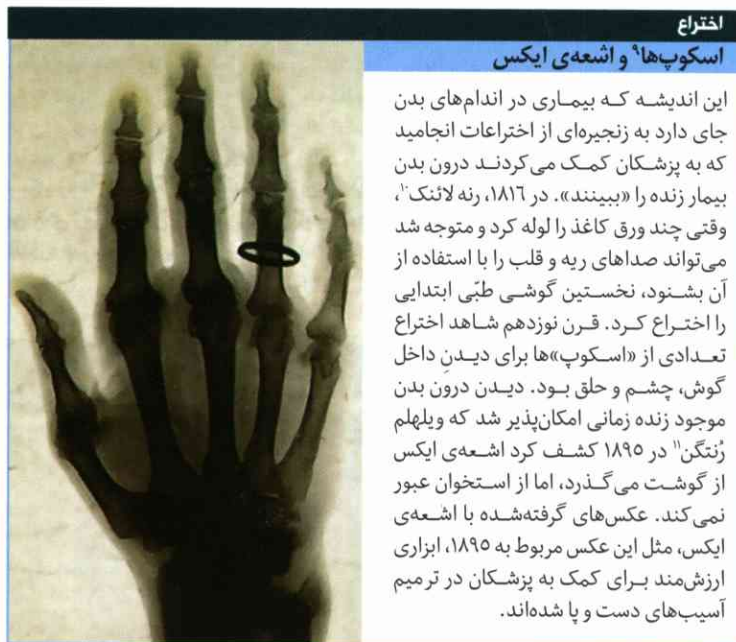 اختراع
اسکوپ‌ها۹ و اشعه‌ی ایکس
این اندیشه که بیماری در اندام‌های بدن
جای دارد به زنجیره‌ای از اختراعات انجامید
که به پزشکان کمک می‌کردند درون بدن
بیمار زنده را «ببینند». در ۱۸۱٦، رنه لائنک۱۰،
وقتی چند ورق کاغذ را لوله کرد و متوجه شد
می‌تواند صداهای ریه و قلب را با استفاده از
آن بشنود، نخستین گوشی طبّی ابتدایی
را اختراع کرد. قرن نوزدهم شاهد اختراع
تعدادی از «اسکوپ»ها برای دیدنِ داخل
گوش، چشم و حلق بود. دیدن درون بدن
موجود زنده زمانی امکان‌پذیر شد که ویلهلم
رُنتگن۱۱ در ۱۸۹۵ کشف کرد اشعه‌ی ایکس
از گوشت می‌گذرد، اما از استخوان عبور
نمی‌کند. عکس‌های گرفته‌شده با اشعه‌ی
ایکس، مثل این عکس مربوط به ۱۸۹۵، ابزاری
ارزش‌مند برای کمک به پزشکان در ترمیم
آسیب‌های دست و پا شده‌اند.